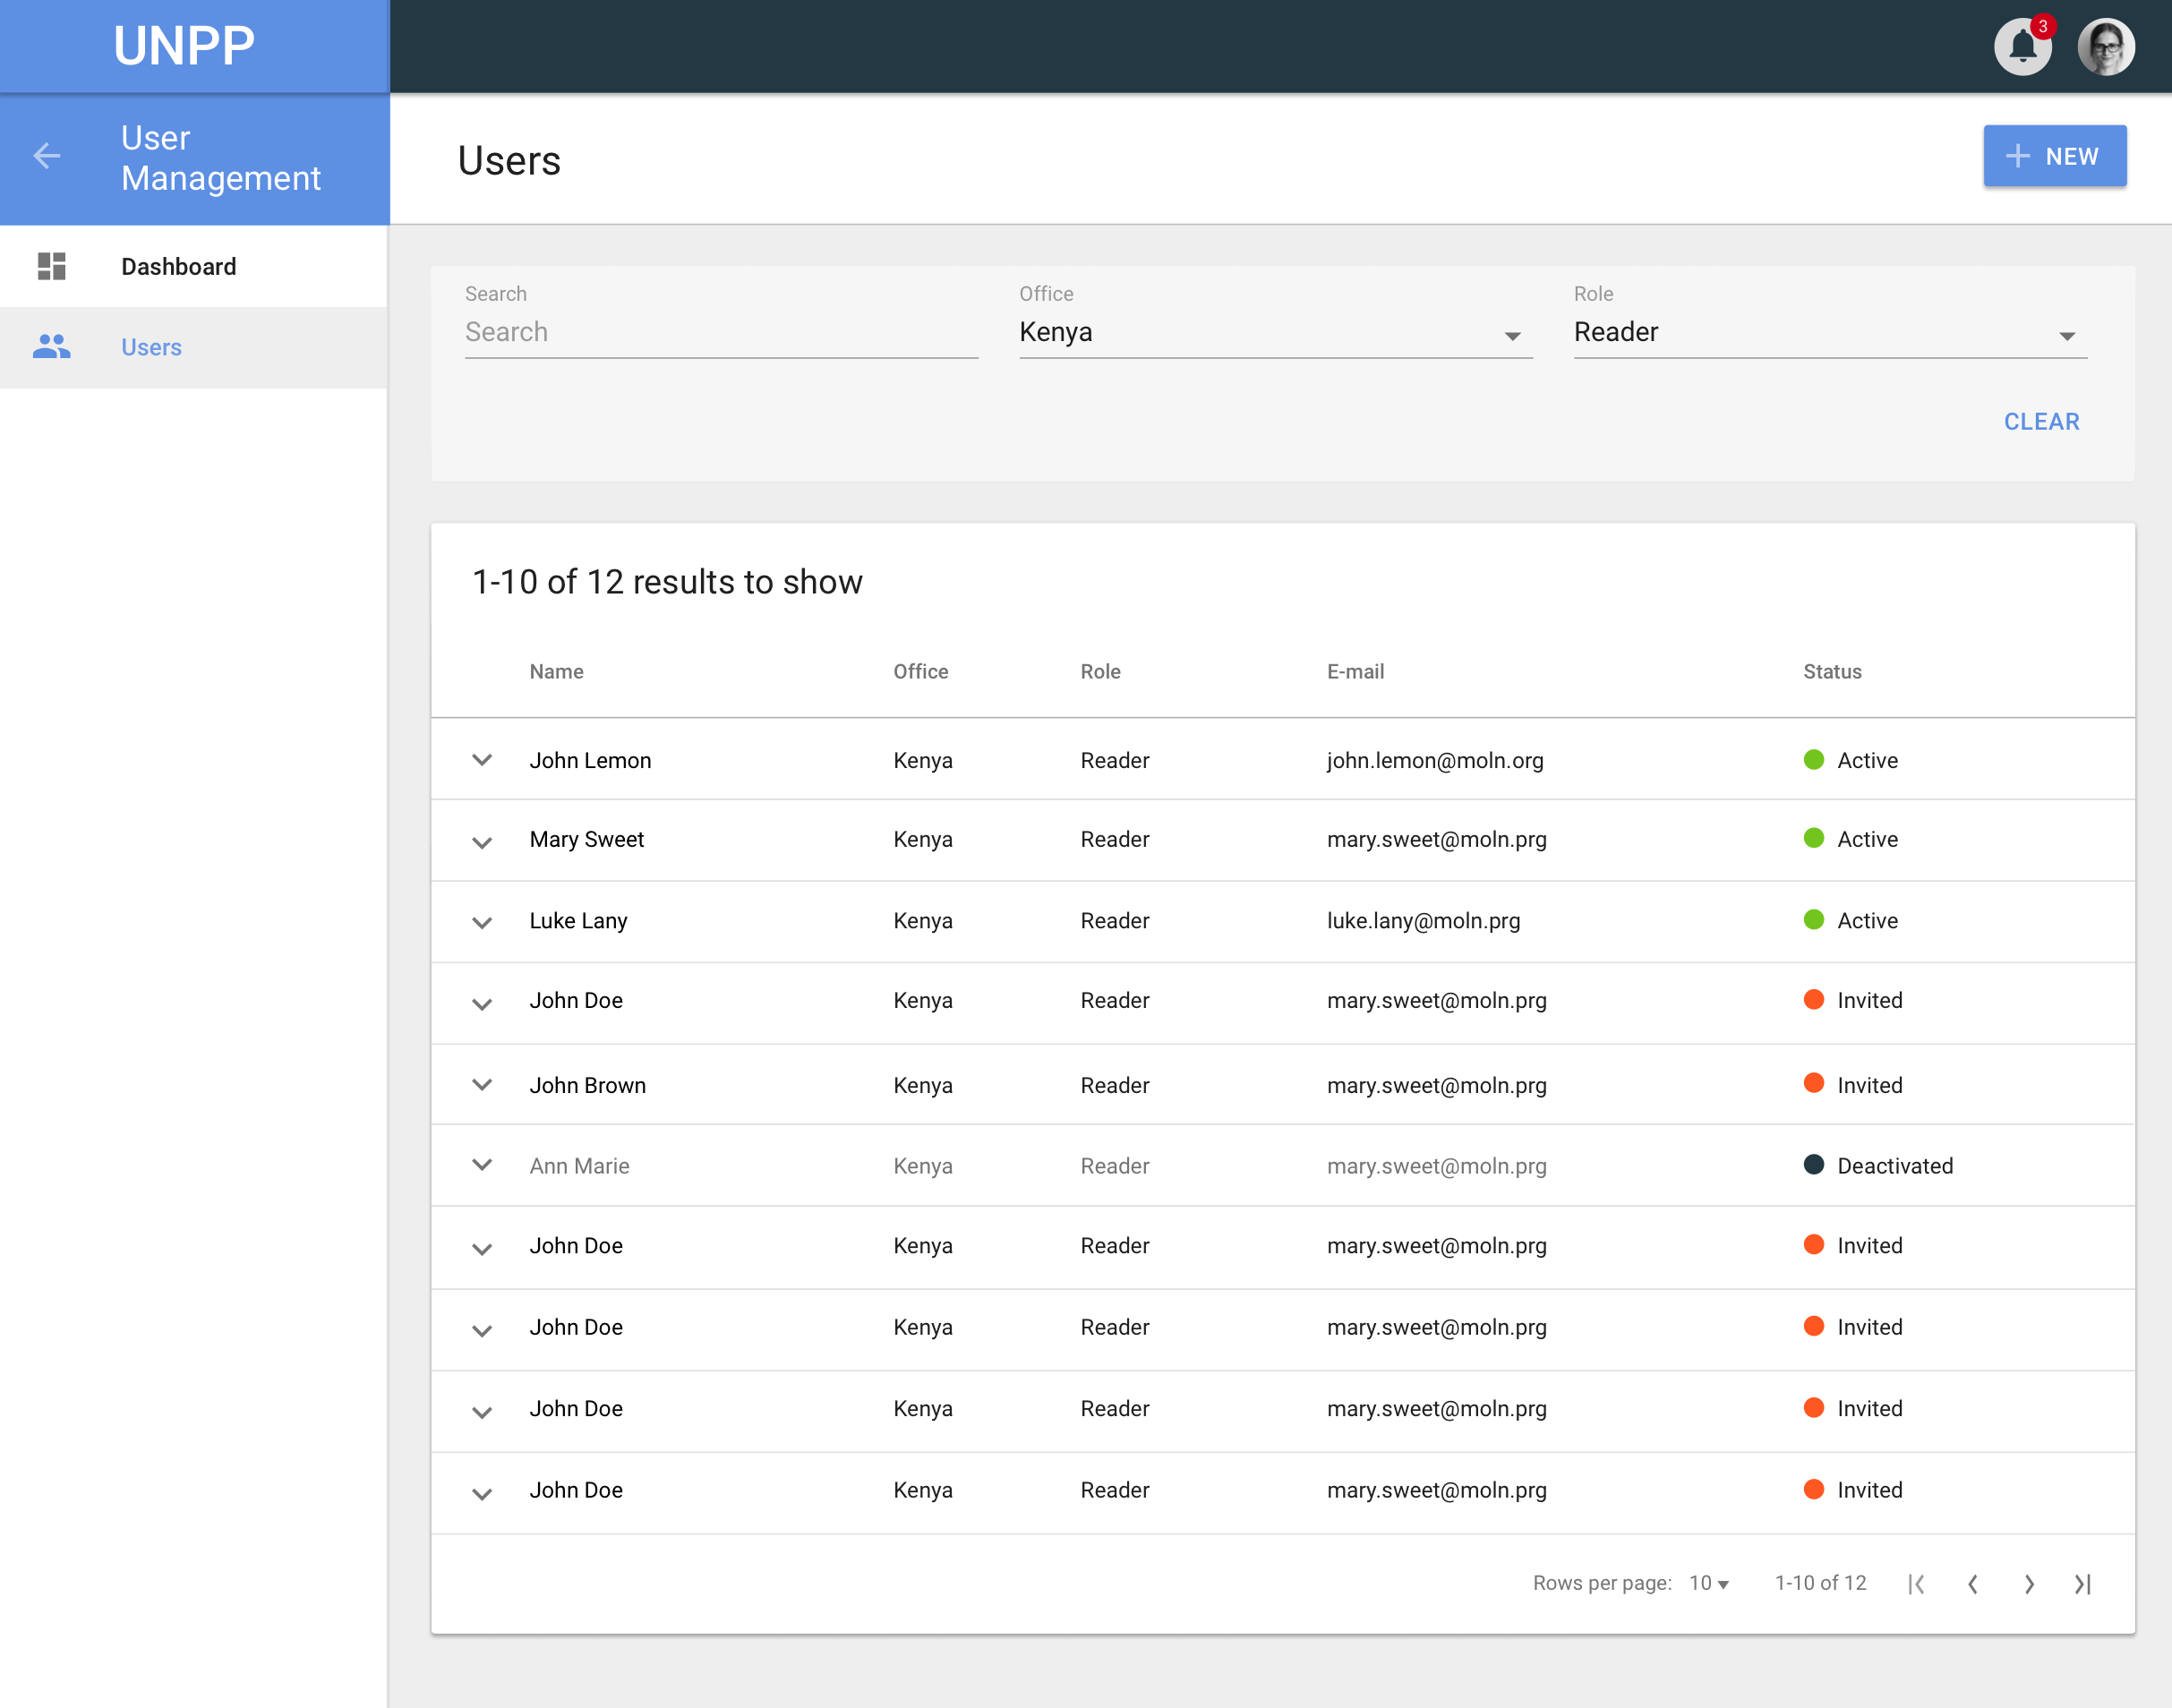 UNPP
3
User
Management
Users
NEW
Dashboard
Users
Search
Office
Role
Search
Kenya
Reader
CLEAR
1-10 of 12 results to show
Name Office Role E-mail Status
John Lemon Kenya Reader john.lemon@moln.org Active
Mary Sweet Kenya Reader mary.sweet@moln.prg Active
Luke Lany Kenya Reader luke.lany@moln.prg Active
John Doe Kenya Reader mary.sweet@moln.prg Invited
John Brown Kenya Reader mary.sweet@moln.prg Invited
Ann Marie Kenya Reader mary.sweet@moln.prg Deactivated
John Doe Kenya Reader mary.sweet@moln.prg Invited
John Doe Kenya Reader mary.sweet@moln.prg Invited
John Doe Kenya Reader mary.sweet@moln.prg Invited
John Doe Kenya Reader mary.sweet@moln.prg Invited
Rows per page: 10 1-10 of 12